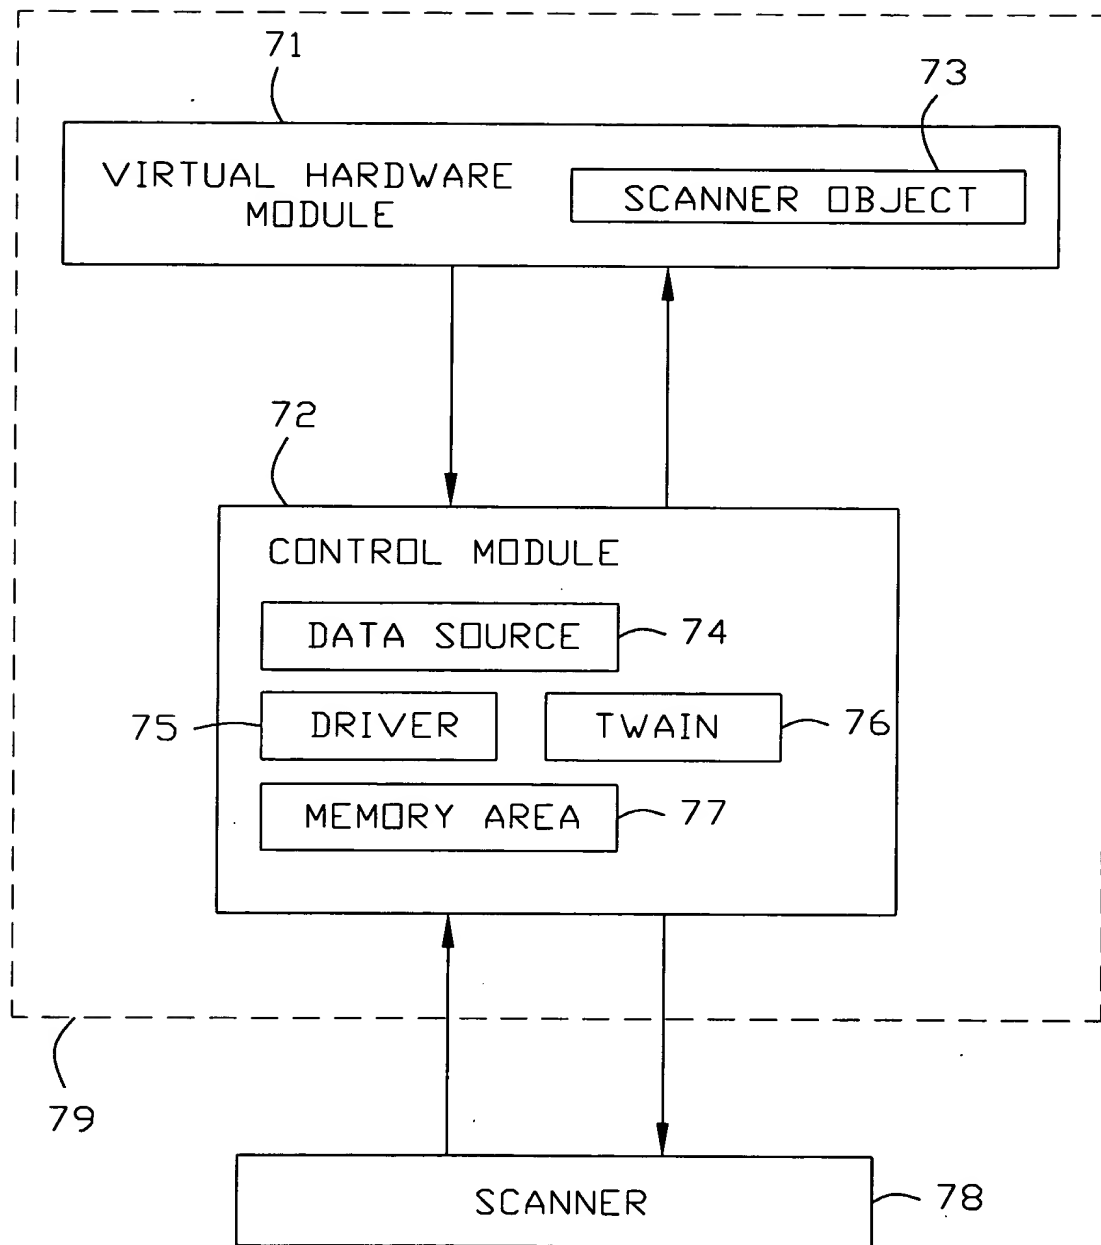 71
73
VIRTUAL HARDWARE
MODULE
SCANNER OBJECT
72
CONTROL MODULE
DATA SOURCE
74
75
DRIVER
TWAIN
76
MEMORY AREA
77
79
SCANNER
78